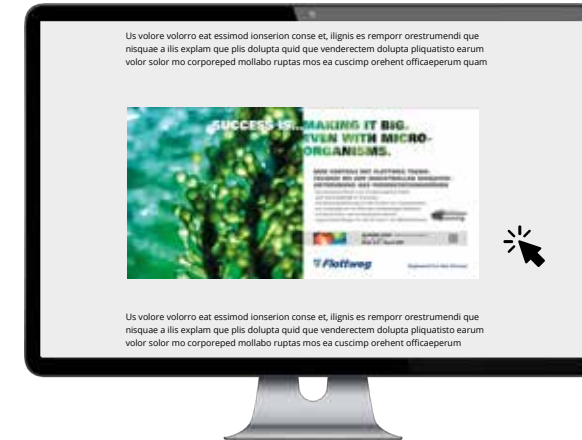 Us volore volorro eat essimod ionserion conse et, ilignis es remporr orestrumendi que
nisquae a ilis explam que plis dolupta quid que venderectem dolupta pliquatisto earum
volor solor mo corporeped mollabo ruptas mos ea cuscimp orehent officaeperum quam
SUCCESS IS...MAKING IT BIG.
EVEN WITH MICRO-
ORGANISMS.
Flottweg
Us volore volorro eat essimod ionserion conse et, ilignis es remporr orestrumendi que
nisquae a ilis explam que plis dolupta quid que venderectem dolupta pliquatisto earum
volor solor mo corporeped mollabo ruptas mos ea cuscimp orehent officaeperum